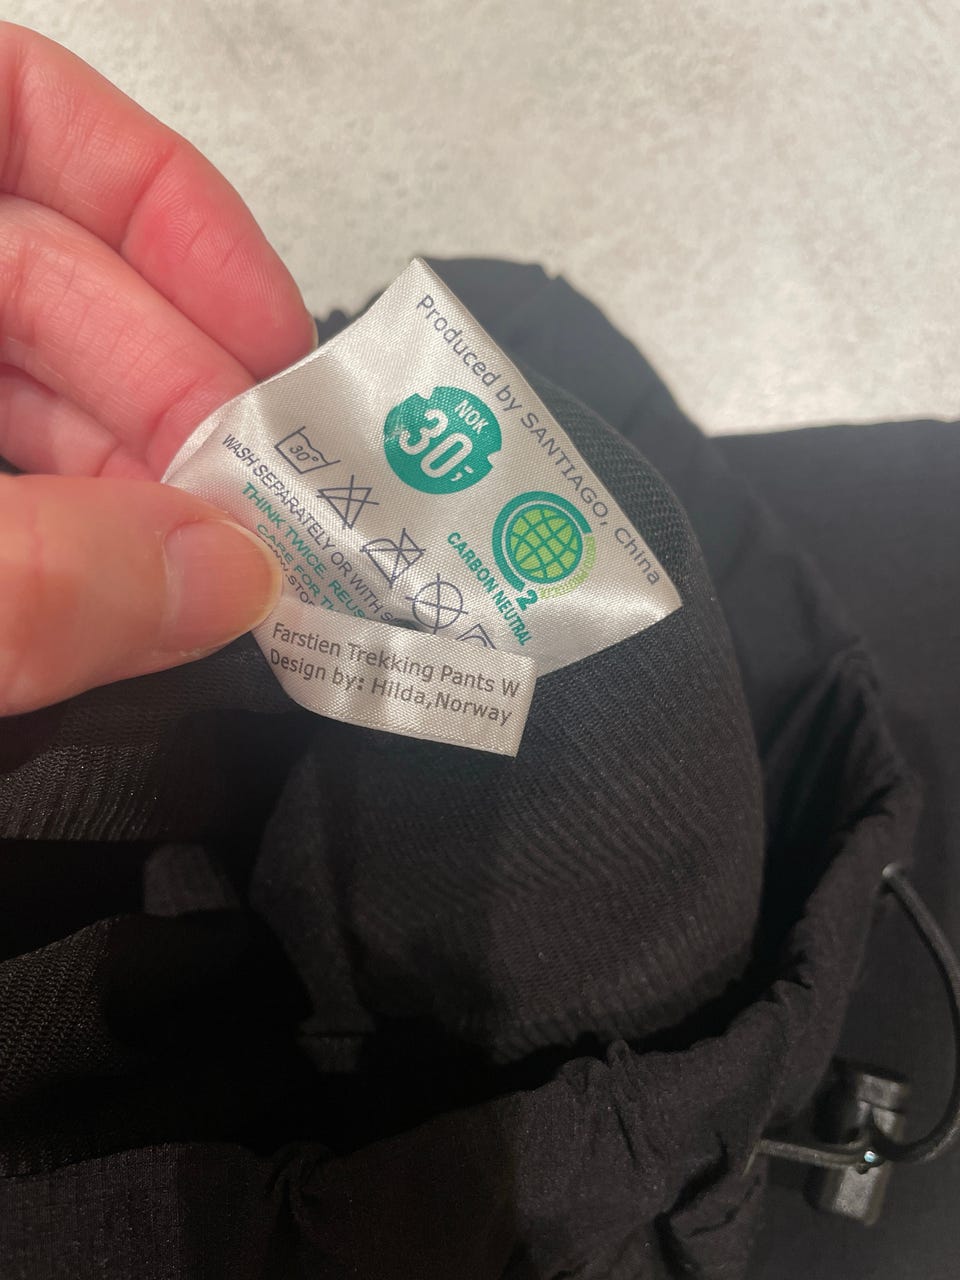 Produced by SANTIAGO, China
NOK
30;
2
CARBON NEUTRAL
30°
WASH SEPARATELY OR WITH
THINK TWICE. REUS
CARE FOR
Farstien Trekking Pants W
Design by: Hilda,Norway